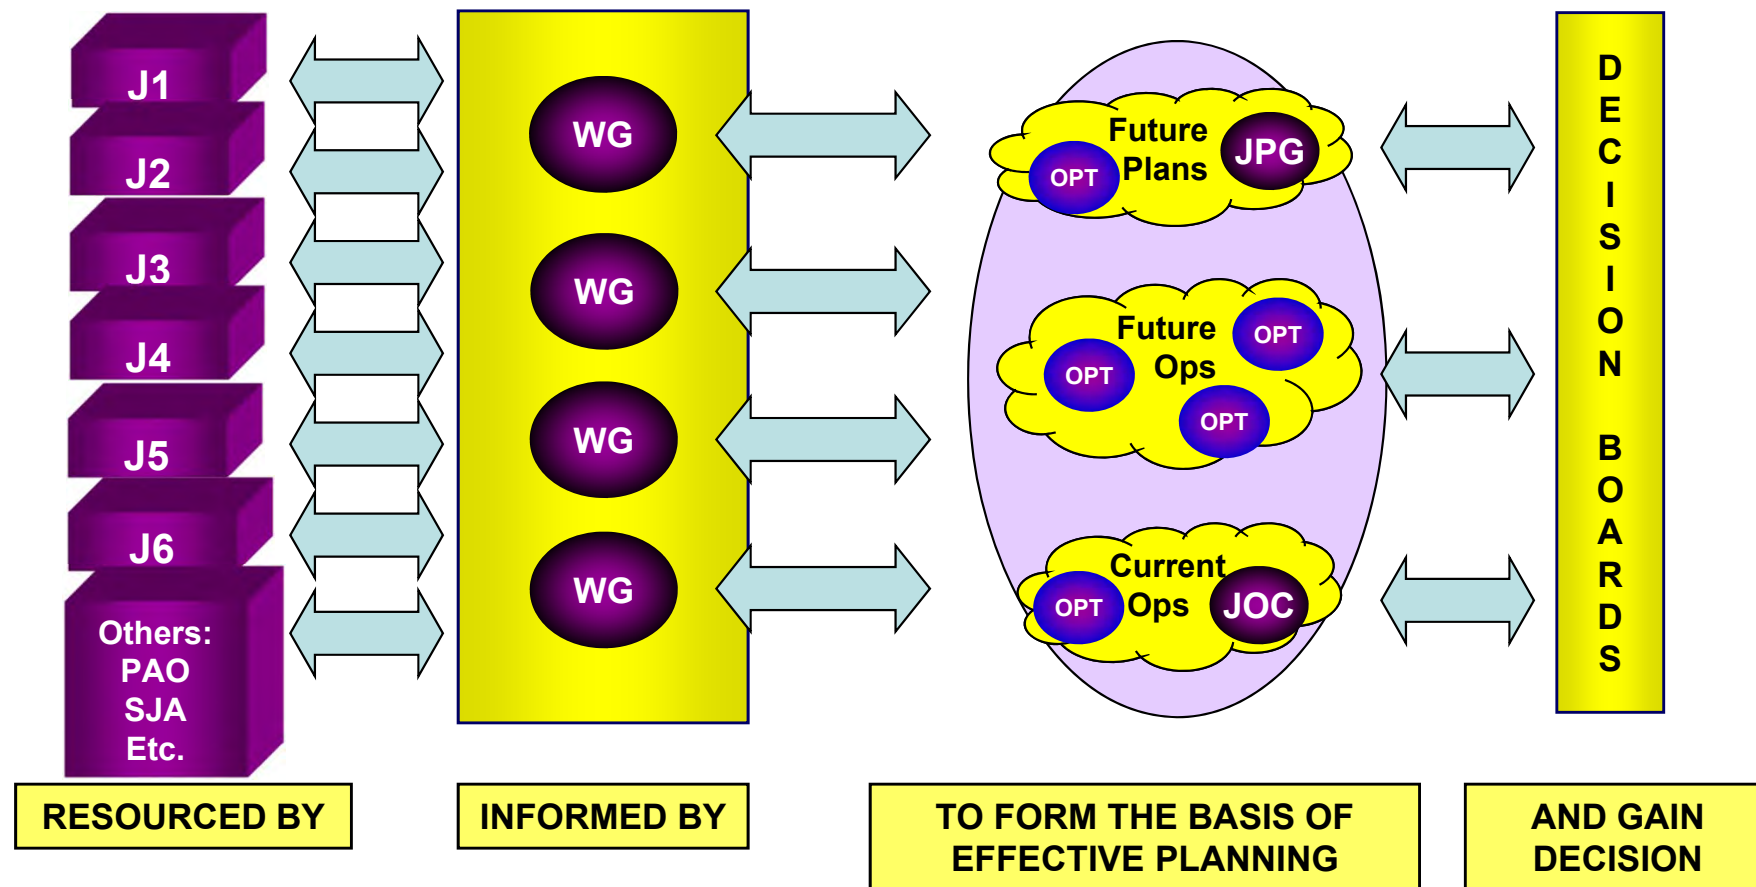 J1
J2
J3
J4
J5
J6
Others:
PAO
SJA
Etc.
RESOURCED BY
WG
WG
WG
WG
INFORMED BY
Future
Plans
OPT
JPG
Future
Ops
OPT
OPT
OPT
Current
Ops
OPT
JOC
TO FORM THE BASIS OF
EFFECTIVE PLANNING
DECISION BOARDS
AND GAIN
DECISION